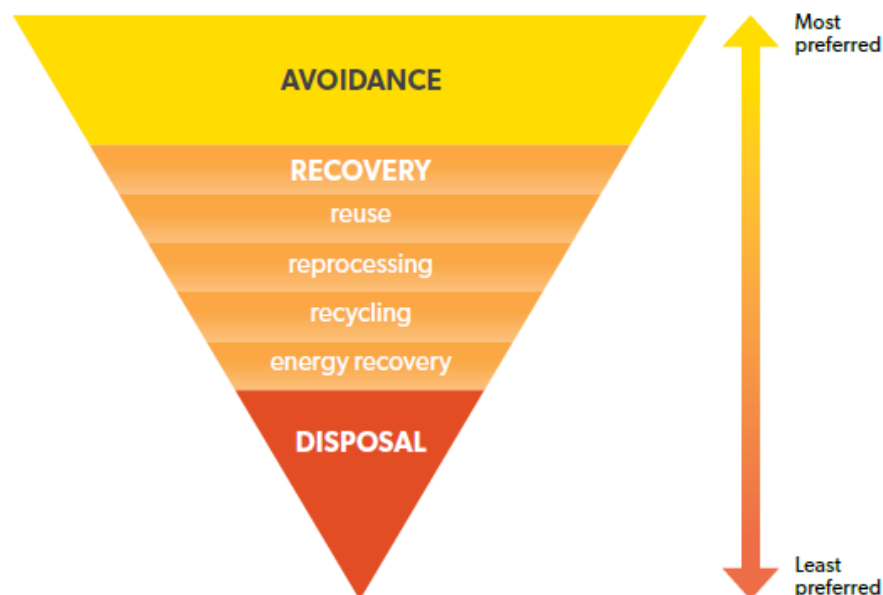 Most
preferred
AVOIDANCE
RECOVERY
reuse
reprocessing
recycling
energy recovery
DISPOSAL
Least
preferred